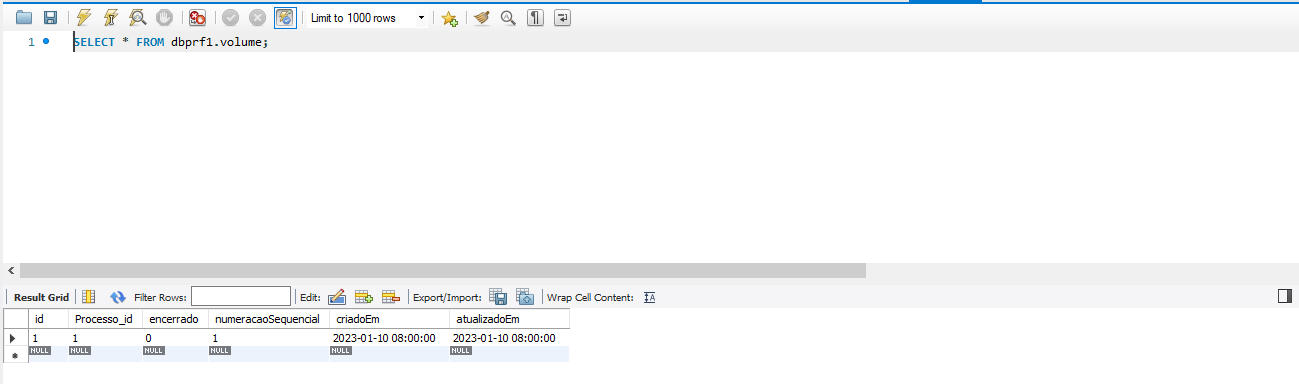 Limit to 1000 rows
1 SELECT * FROM dbprf1.volume;
Result Grid Filter Rows: Edit: Export/Import: Wrap Cell Content:
id Processo_id encerrado numeracaoSequencial criadoEm atualizadoEm
1 1 0 1 2023-01-10 08:00:00 2023-01-10 08:00:00
NULL NULL NULL NULL NULL NULL